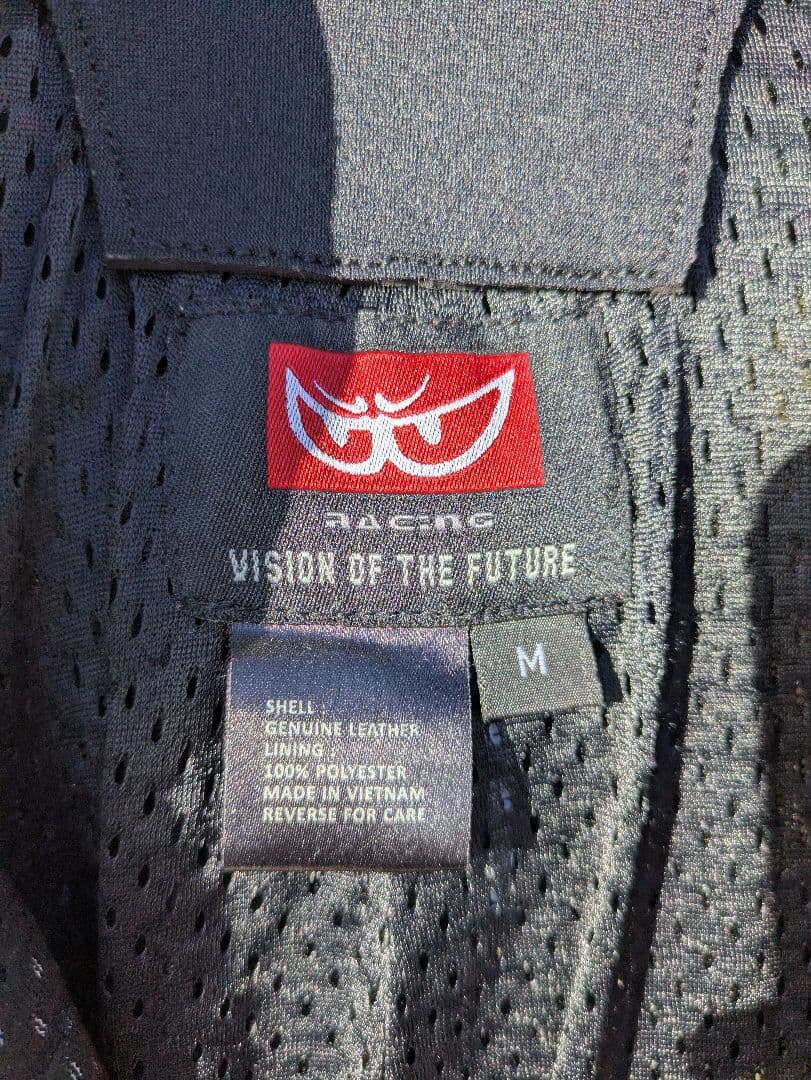 RACING
VISION OF THE FUTURE
M
SHELL :
GENUINE LEATHER
LINING :
100% POLYESTER
MADE IN VIETNAM
REVERSE FOR CARE